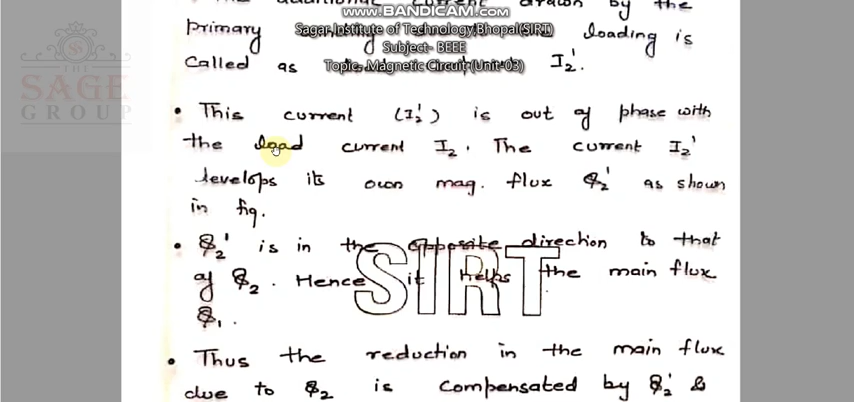 www.BANDICAM.com
current drawn by the
Primary loading is
Sagar Institute of Technology,Bhopal(SIRT)
Subject- BEEE
Called as I2'.
Topic- Magnetic Circuit (Unit-03)
THE
SAGE
GROUP
• This current (I2') is out of phase with
the load current I2. The current I2'
develops its own mag. flux Φ2' as shown
in fig.
• Φ2' is in the opposite direction to that
of Φ2. Hence it helps the main flux
Φ1.
SIRT
• Thus the reduction in the main flux
due to Φ2 is compensated by Φ2' &